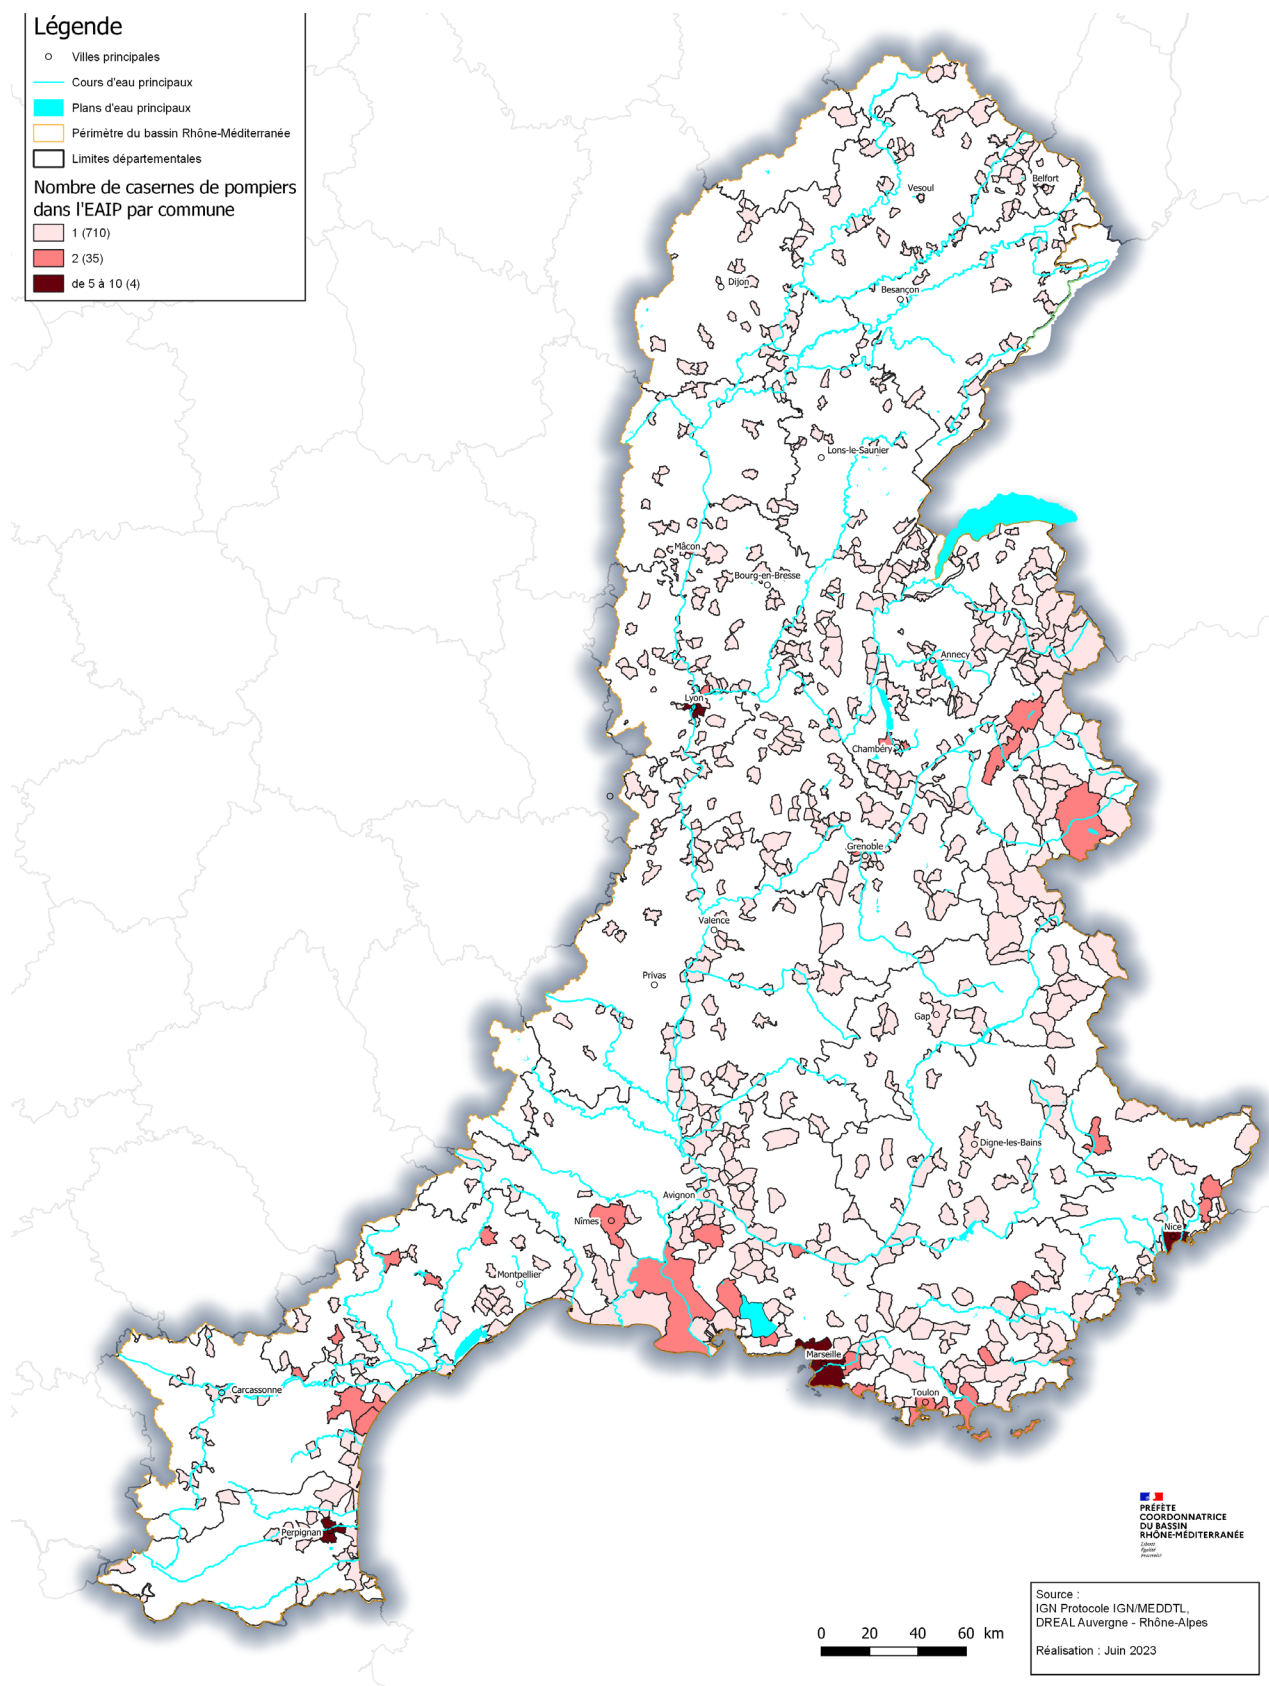 Légende
Villes principales
Cours d'eau principaux
Plans d'eau principaux
Périmètre du bassin Rhône-Méditerranée
Limites départementales
Nombre de casernes de pompiers
dans l'EAIP par commune
1 (710)
2 (35)
de 5 à 10 (4)
Belfort
Vesoul
Dijon
Besançon
Lons-le-Saunier
Mâcon
Bourg-en-Bresse
Annecy
Lyon
Chambéry
Grenoble
Valence
Privas
Gap
Digne-les-Bains
Avignon
Nîmes
Nice
Montpellier
Marseille
Carcassonne
Toulon
Perpignan
PRÉFÈTE
COORDONNATRICE
DU BASSIN
RHÔNE-MÉDITERRANÉE
Liberté
Égalité
Fraternité
Source :
IGN Protocole IGN/MEDDTL,
DREAL Auvergne - Rhône-Alpes
Réalisation : Juin 2023
0 20 40 60 km